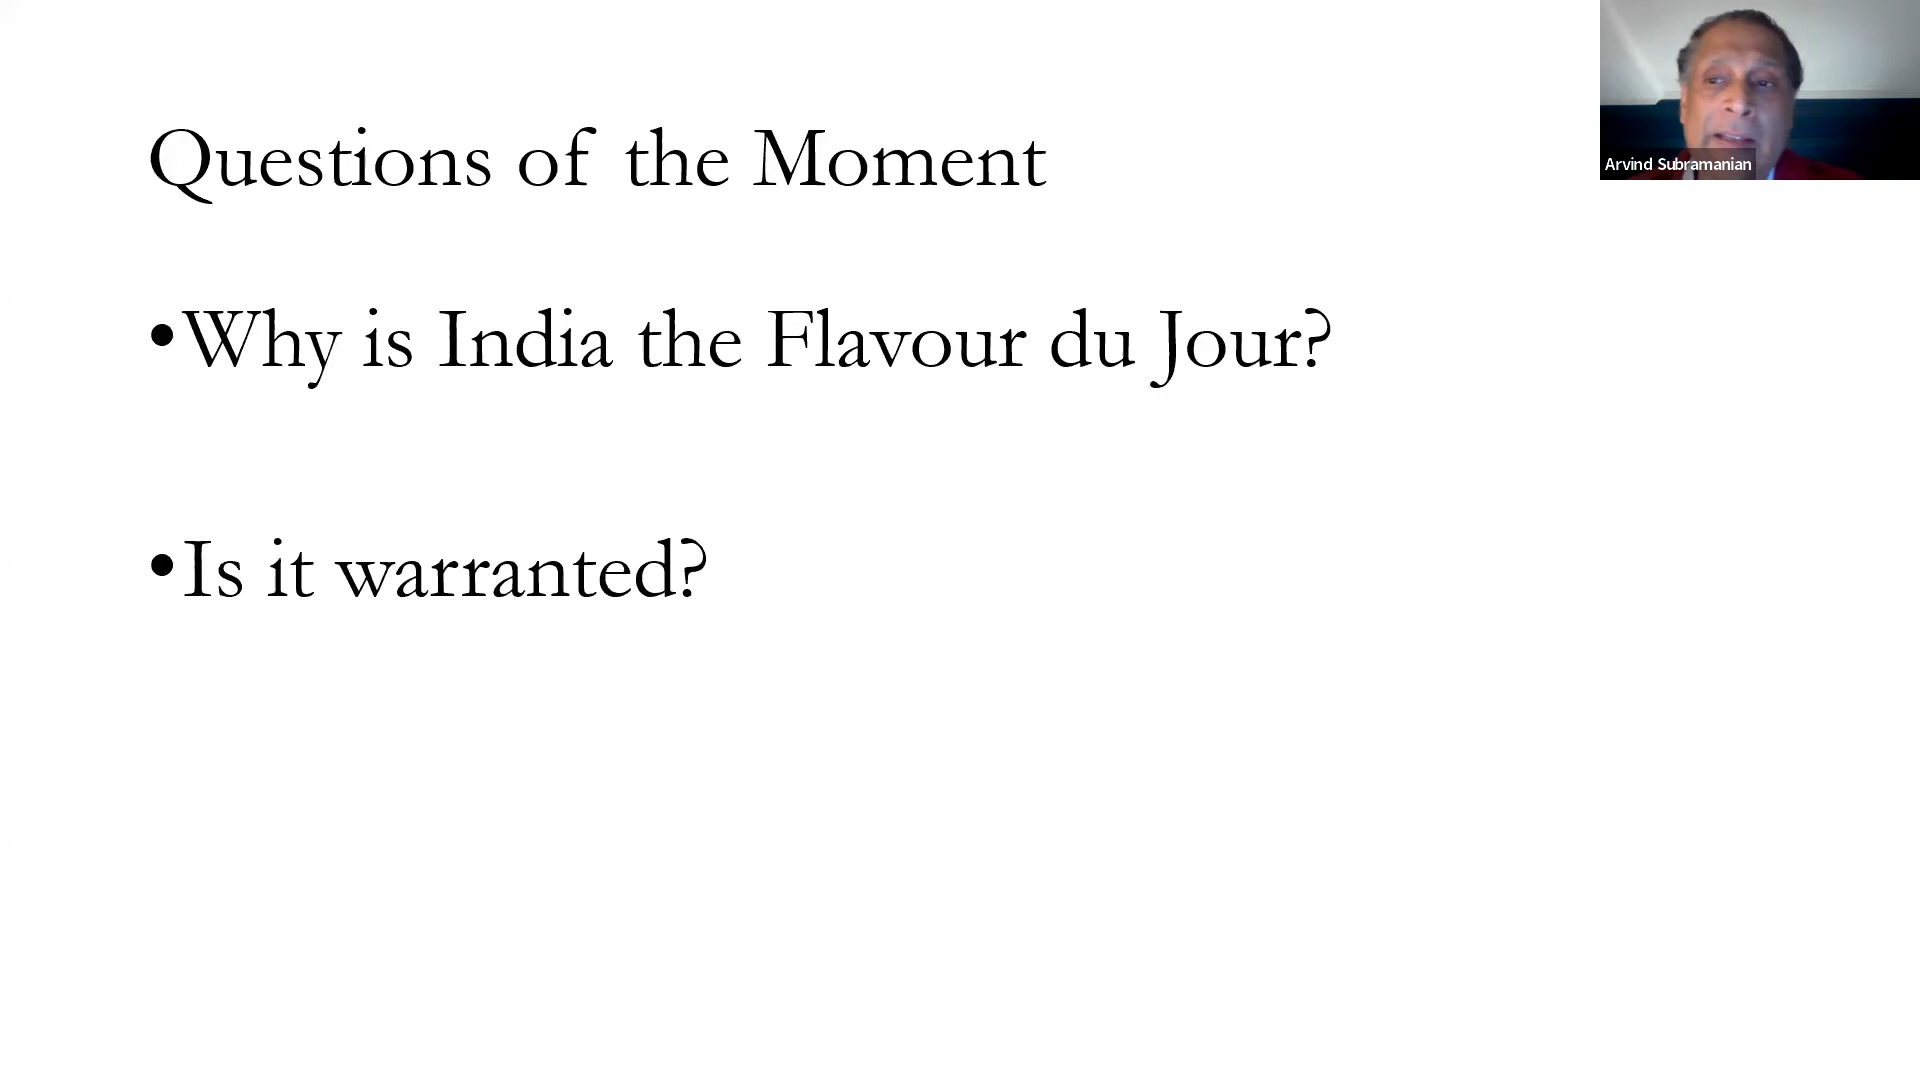 Questions of the Moment
•Why is India the Flavour du Jour?
•Is it warranted?
Arvind Subramanian